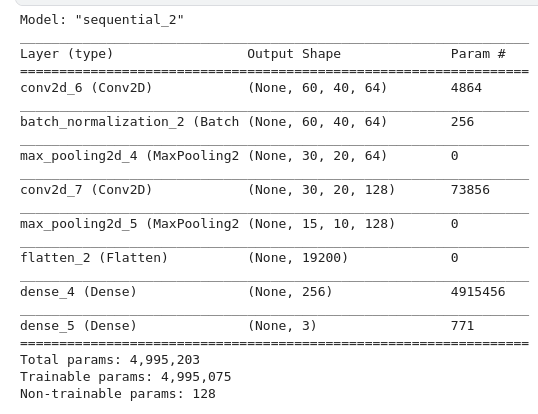 Model: "sequential_2"
Layer (type) Output Shape Param #
conv2d_6 (Conv2D) (None, 60, 40, 64) 4864
batch_normalization_2 (Batch (None, 60, 40, 64) 256
max_pooling2d_4 (MaxPooling2 (None, 30, 20, 64) 0
conv2d_7 (Conv2D) (None, 30, 20, 128) 73856
max_pooling2d_5 (MaxPooling2 (None, 15, 10, 128) 0
flatten_2 (Flatten) (None, 19200) 0
dense_4 (Dense) (None, 256) 4915456
dense_5 (Dense) (None, 3) 771
Total params: 4,995,203
Trainable params: 4,995,075
Non-trainable params: 128